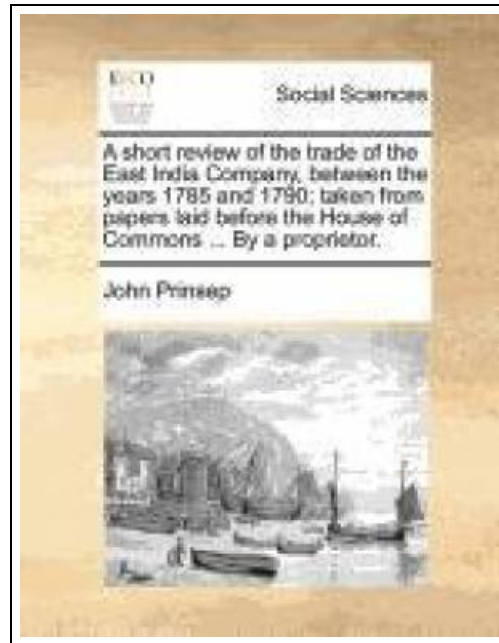 ECCO
Social Sciences
A short review of the trade of the
East India Company, between the
years 1785 and 1790; taken from
papers laid before the House of
Commons ... By a proprietor.
John Prinsep